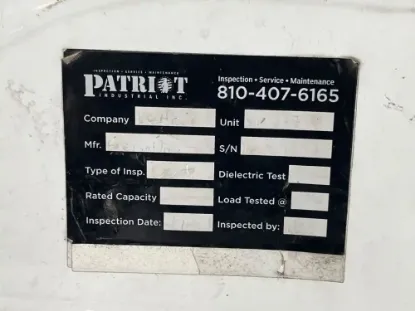 INSPECTION • SERVICE • MAINTENANCE
PATRIOT
INDUSTRIAL INC.
Inspection • Service • Maintenance
810-407-6165
Company
Unit
Mfr.
S/N
Type of Insp.
Dielectric Test
Rated Capacity
Load Tested @
Inspection Date:
Inspected by: